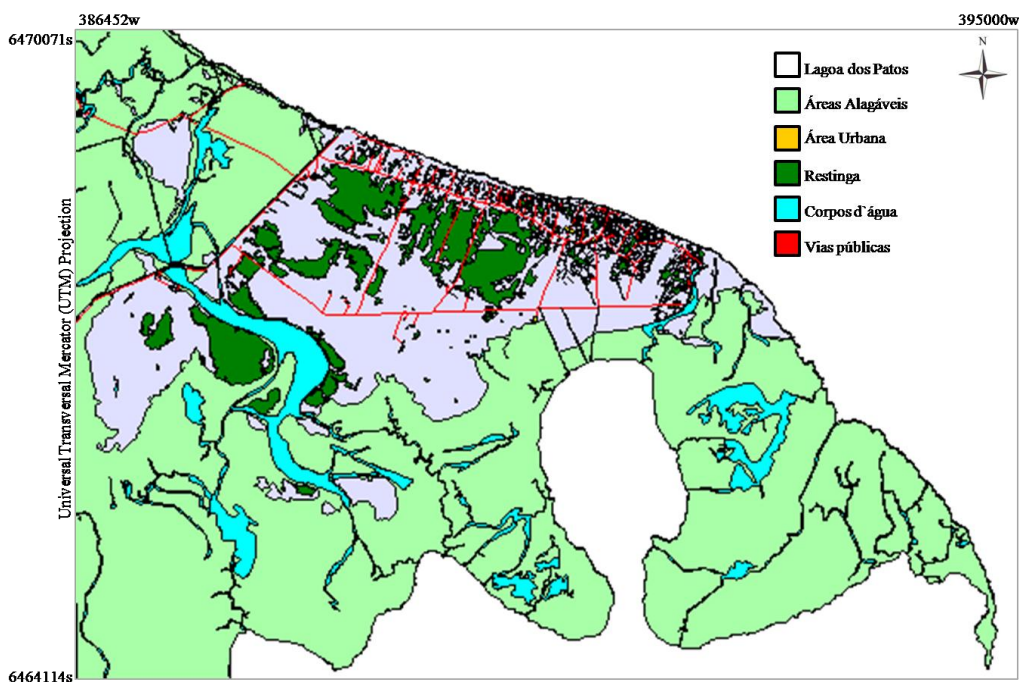 386452w
395000w
6470071s
N
Lagoa dos Patos
Áreas Alagáveis
Área Urbana
Restinga
Corpos d`água
Vias públicas
Universal Transversal Mercator (UTM) Projection
6464114s